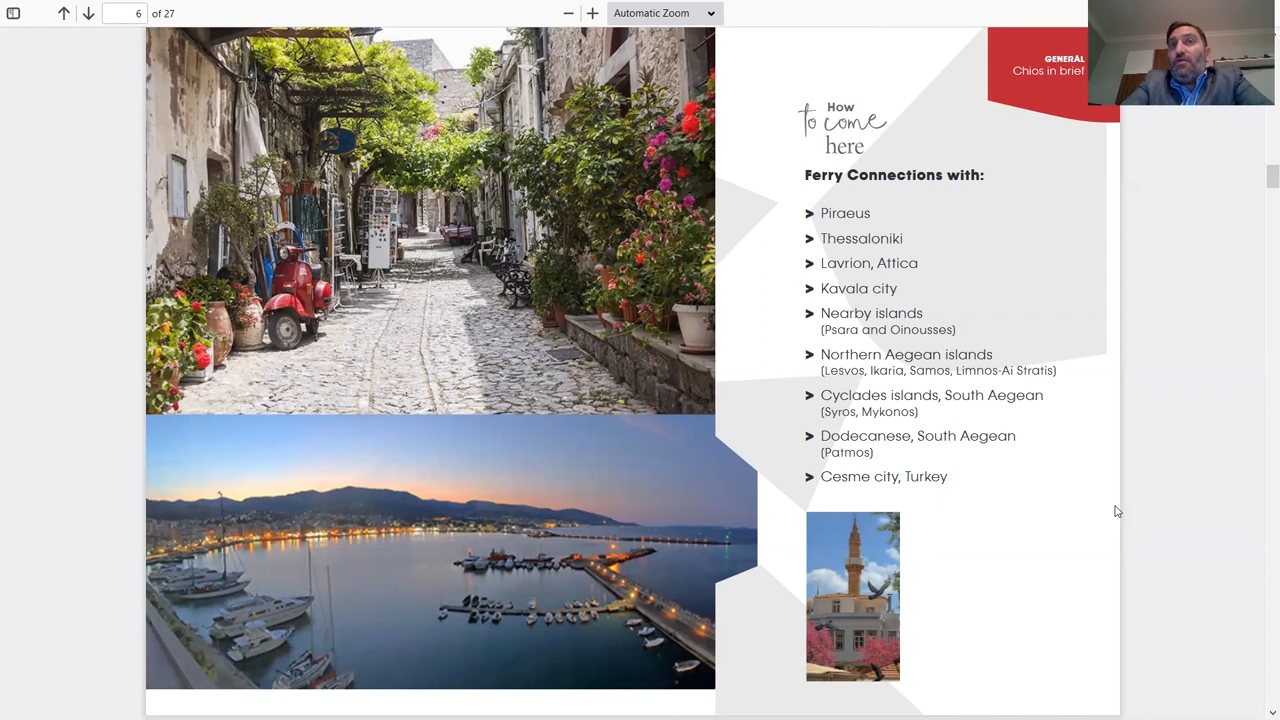 6
of 27
Automatic Zoom
GENERAL
Chios in brief
How
to come
here
Ferry Connections with:
> Piraeus
> Thessaloniki
> Lavrion, Attica
> Kavala city
> Nearby islands
(Psara and Oinousses)
> Northern Aegean islands
(Lesvos, Ikaria, Samos, Limnos-Ai Stratis)
> Cyclades islands, South Aegean
(Syros, Mykonos)
> Dodecanese, South Aegean
(Patmos)
> Cesme city, Turkey